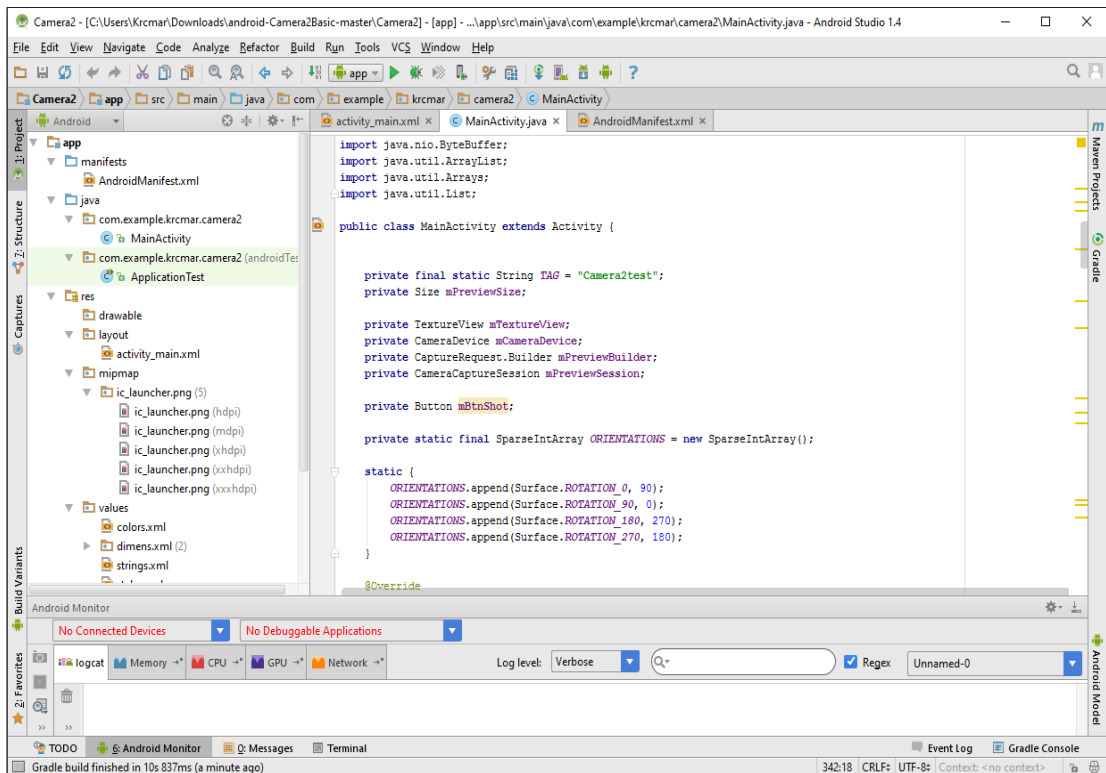 Camera2 - [C:\Users\Krcmar\Downloads\android-Camera2Basic-master\Camera2] - [app] - ...\app\src\main\java\com\example\krcmar\camera2\MainActivity.java - Android Studio 1.4
File Edit View Navigate Code Analyze Refactor Build Run Tools VCS Window Help
app
Camera2 app src main java com example krcmar camera2 MainActivity
1: Project
7: Structure
Captures
Build Variants
2: Favorites
Android
app
manifests
AndroidManifest.xml
java
com.example.krcmar.camera2
MainActivity
com.example.krcmar.camera2 (androidTes
ApplicationTest
res
drawable
layout
activity_main.xml
mipmap
ic_launcher.png (5)
ic_launcher.png (hdpi)
ic_launcher.png (mdpi)
ic_launcher.png (xhdpi)
ic_launcher.png (xxhdpi)
ic_launcher.png (xxxhdpi)
values
colors.xml
dimens.xml (2)
strings.xml
activity_main.xml MainActivity.java AndroidManifest.xml
import java.nio.ByteBuffer;
import java.util.ArrayList;
import java.util.Arrays;
import java.util.List;
public class MainActivity extends Activity {
private final static String TAG = "Camera2test";
private Size mPreviewSize;
private TextureView mTextureView;
private CameraDevice mCameraDevice;
private CaptureRequest.Builder mPreviewBuilder;
private CameraCaptureSession mPreviewSession;
private Button mBtnShot;
private static final SparseIntArray ORIENTATIONS = new SparseIntArray();
static {
ORIENTATIONS.append(Surface.ROTATION_0, 90);
ORIENTATIONS.append(Surface.ROTATION_90, 0);
ORIENTATIONS.append(Surface.ROTATION_180, 270);
ORIENTATIONS.append(Surface.ROTATION_270, 180);
}
@Override
m Maven Projects
Gradle
Android Model
Android Monitor
No Connected Devices No Debuggable Applications
logcat Memory CPU GPU Network Log level: Verbose Regex Unnamed-0
TODO 6: Android Monitor 0: Messages Terminal Event Log Gradle Console
Gradle build finished in 10s 837ms (a minute ago) 342:18 CRLF UTF-8 Context: <no context>